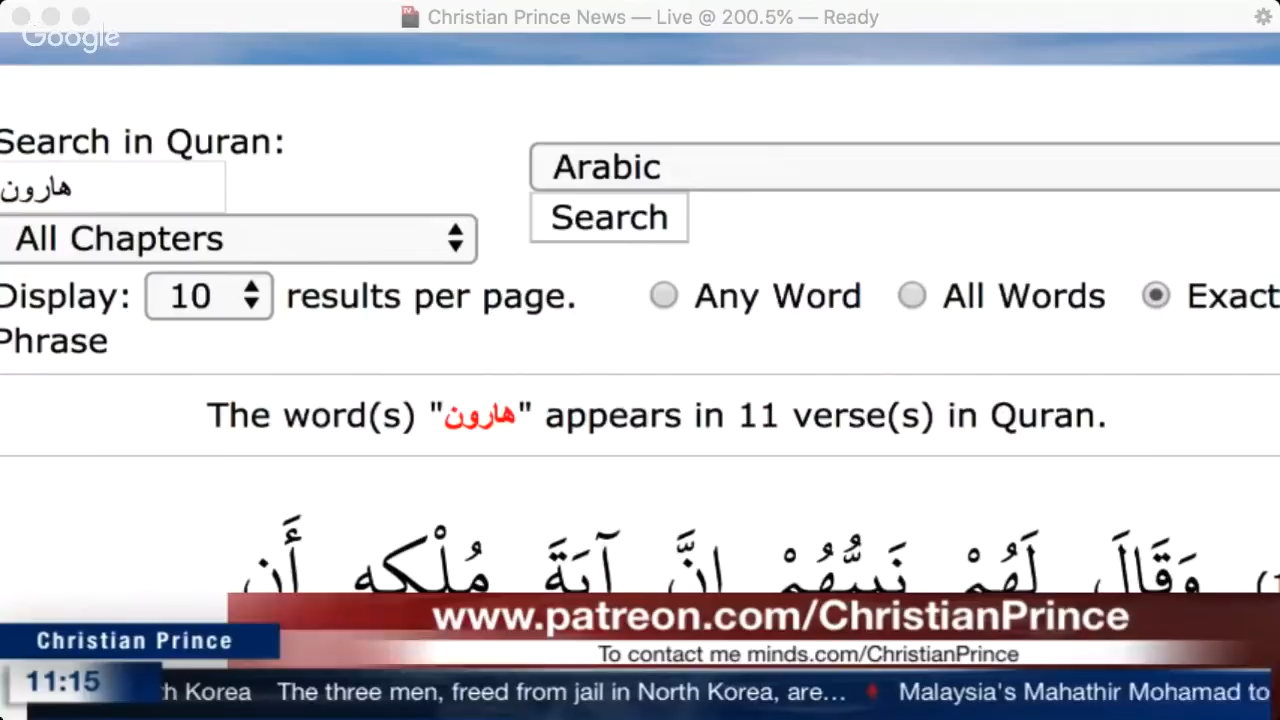 Christian Prince News — Live @ 200.5% — Ready
Google
Search in Quran:
هارون
Arabic
Search
All Chapters
Display: 10 results per page. Any Word All Words Exact
Phrase
The word(s) "هارون" appears in 11 verse(s) in Quran.
وَقَالَ لَهُمْ نَبِيُّهُمْ إِنَّ آيَةَ مُلْكِهِ أَن
www.patreon.com/ChristianPrince
To contact me minds.com/ChristianPrince
Christian Prince
11:15
h Korea The three men, freed from jail in North Korea, are... Malaysia's Mahathir Mohamad to